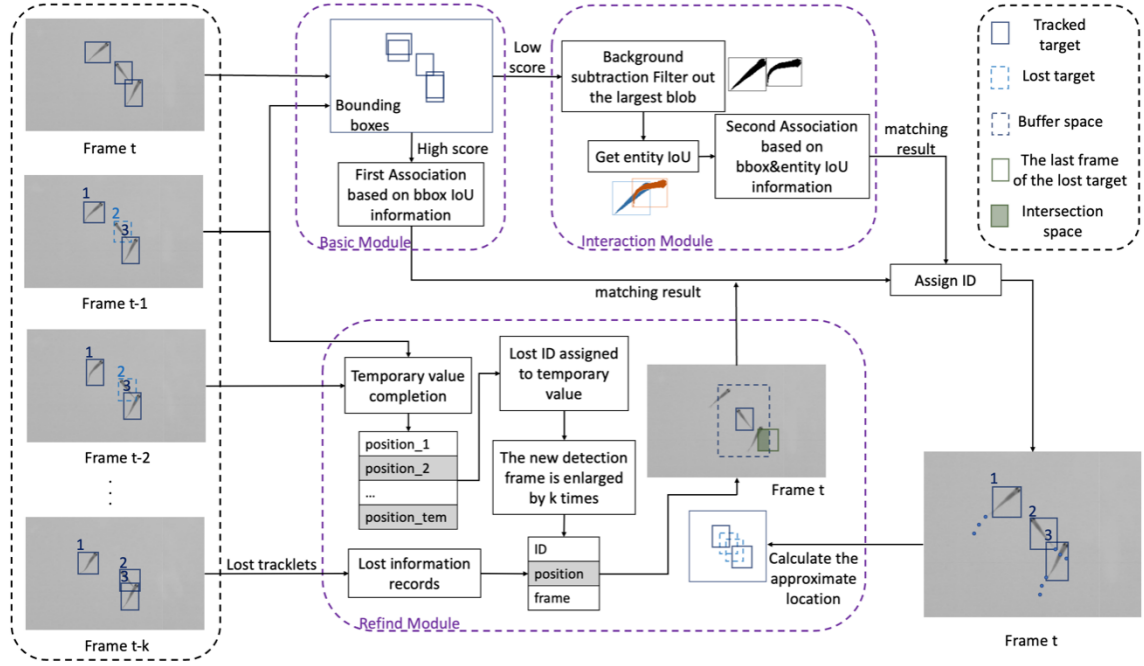 Frame t
1
2
3
Frame t-1
1
2
3
Frame t-2
.
.
.
1
2
3
Frame t-k
Bounding
boxes
High score
First Association
based on bbox IoU
information
Basic Module
Low
score
Background
subtraction Filter out
the largest blob
Get entity IoU
Second Association
based on
bbox&entity IoU
information
Interaction Module
matching
result
Tracked
target
Lost target
Buffer space
The last frame
of the lost target
Intersection
space
matching result
Assign ID
Temporary value
completion
position_1
position_2
...
position_tem
Lost ID assigned
to temporary
value
The new detection
frame is enlarged
by k times
ID
position
frame
Lost tracklets
Lost information
records
Refind Module
Frame t
Calculate the
approximate
location
1
2
3
Frame t